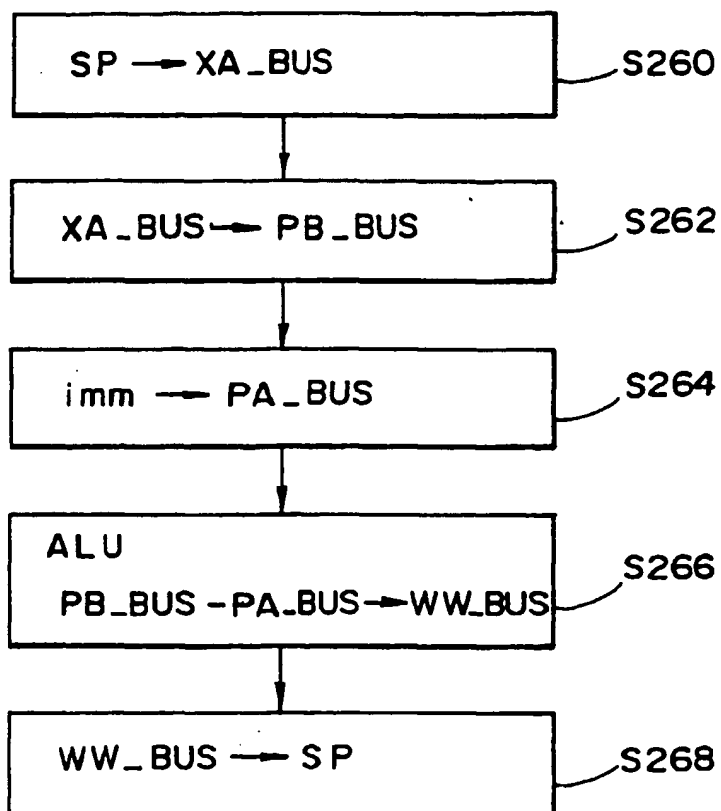 SP → XA_BUS
S260
XA_BUS → PB_BUS
S262
imm → PA_BUS
S264
ALU
PB_BUS - PA_BUS → WW_BUS
S266
WW_BUS → SP
S268